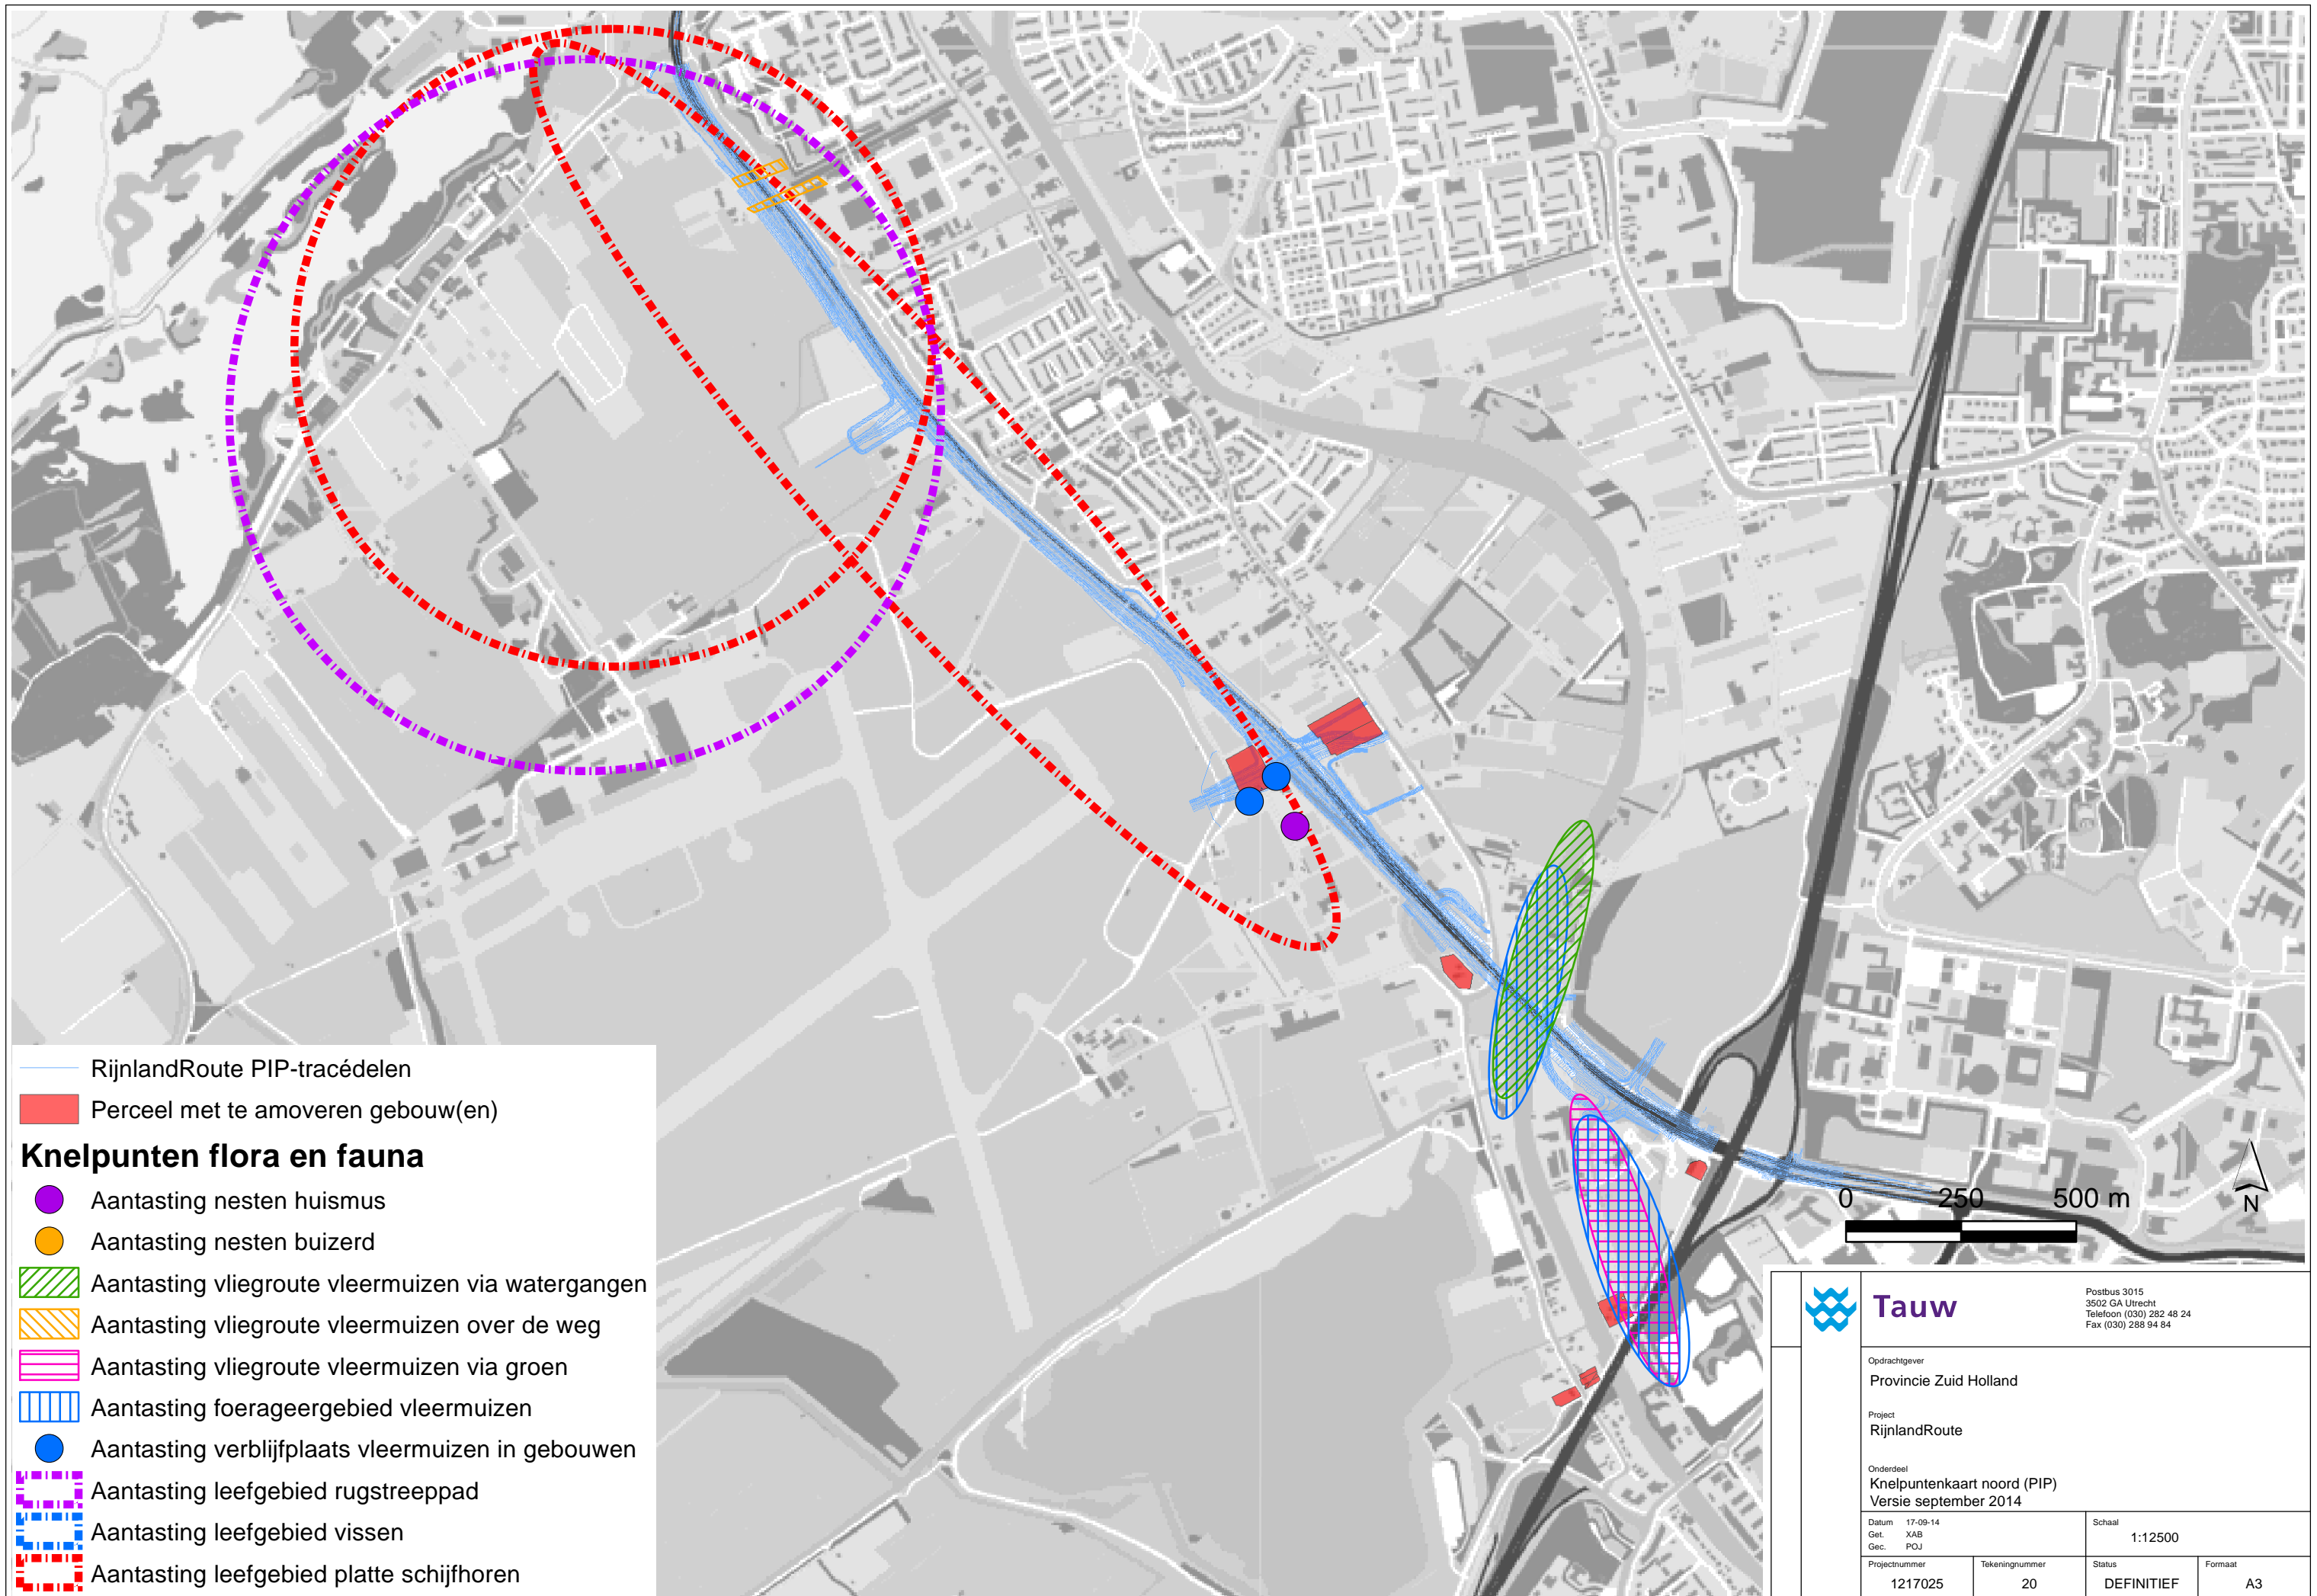 RijnlandRoute PIP-tracédelen
Perceel met te amoveren gebouw(en)
Knelpunten flora en fauna
Aantasting nesten huismus
Aantasting nesten buizerd
Aantasting vliegroute vleermuizen via watergangen
Aantasting vliegroute vleermuizen over de weg
Aantasting vliegroute vleermuizen via groen
Aantasting foerageergebied vleermuizen
Aantasting verblijfplaats vleermuizen in gebouwen
Aantasting leefgebied rugstreeppad
Aantasting leefgebied vissen
Aantasting leefgebied platte schijfhoren
0 250 500 m
N
Tauw
Postbus 3015
3502 GA Utrecht
Telefoon (030) 282 48 24
Fax (030) 288 94 84
Opdrachtgever
Provincie Zuid Holland
Project
RijnlandRoute
Onderdeel
Knelpuntenkaart noord (PIP)
Versie september 2014
Datum 17-09-14
Get. XAB
Gec. POJ
Schaal
1:12500
Projectnummer
1217025
Tekeningnummer
20
Status
DEFINITIEF
Formaat
A3